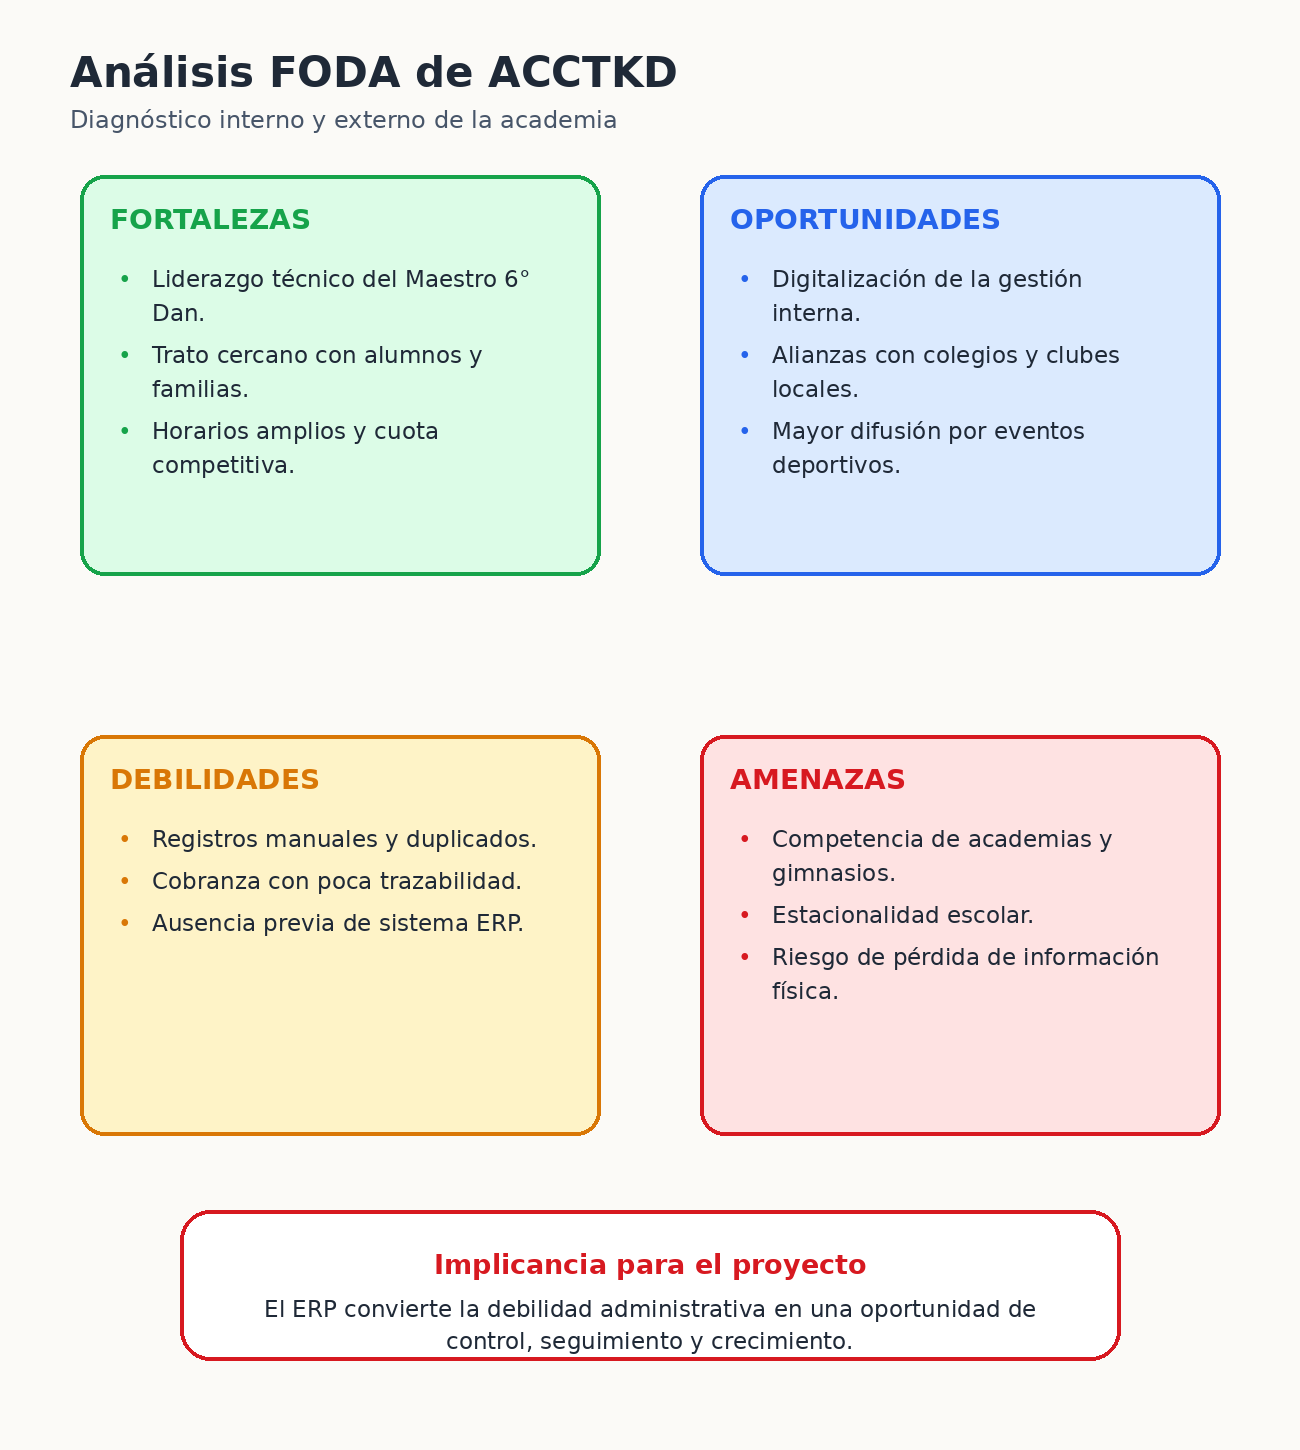 Análisis FODA de ACCTKD
Diagnóstico interno y externo de la academia
FORTALEZAS
• Liderazgo técnico del Maestro 6°
Dan.
• Trato cercano con alumnos y
familias.
• Horarios amplios y cuota
competitiva.
OPORTUNIDADES
• Digitalización de la gestión
interna.
• Alianzas con colegios y clubes
locales.
• Mayor difusión por eventos
deportivos.
DEBILIDADES
• Registros manuales y duplicados.
• Cobranza con poca trazabilidad.
• Ausencia previa de sistema ERP.
AMENAZAS
• Competencia de academias y
gimnasios.
• Estacionalidad escolar.
• Riesgo de pérdida de información
física.
Implicancia para el proyecto
El ERP convierte la debilidad administrativa en una oportunidad de
control, seguimiento y crecimiento.